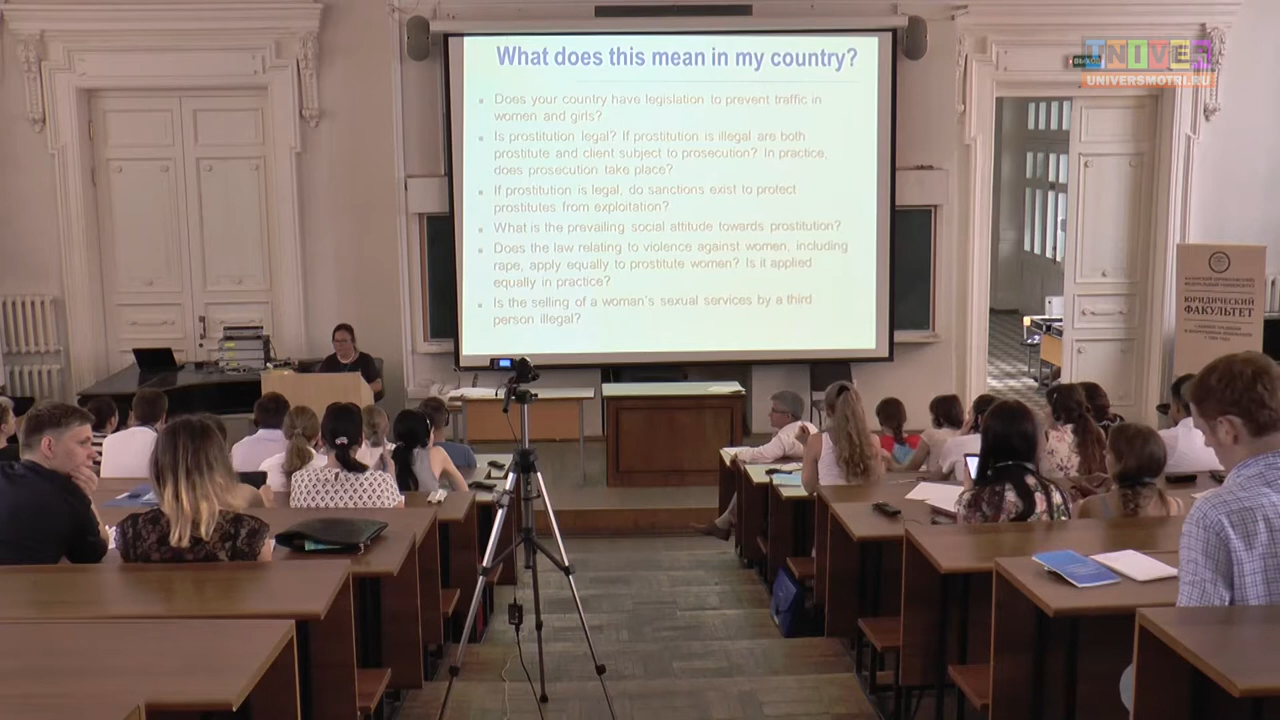 What does this mean in my country?
Does your country have legislation to prevent traffic in
women and girls?
Is prostitution legal? If prostitution is illegal are both
prostitute and client subject to prosecution? In practice,
does prosecution take place?
If prostitution is legal, do sanctions exist to protect
prostitutes from exploitation?
What is the prevailing social attitude towards prostitution?
Does the law relating to violence against women, including
rape, apply equally to prostitute women? Is it applied
equally in practice?
Is the selling of a woman's sexual services by a third
person illegal?
UNIVER
ВЫХОД
UNIVERSMOTRI.RU
ЮРИДИЧЕСКИЙ
ФАКУЛЬТЕТ